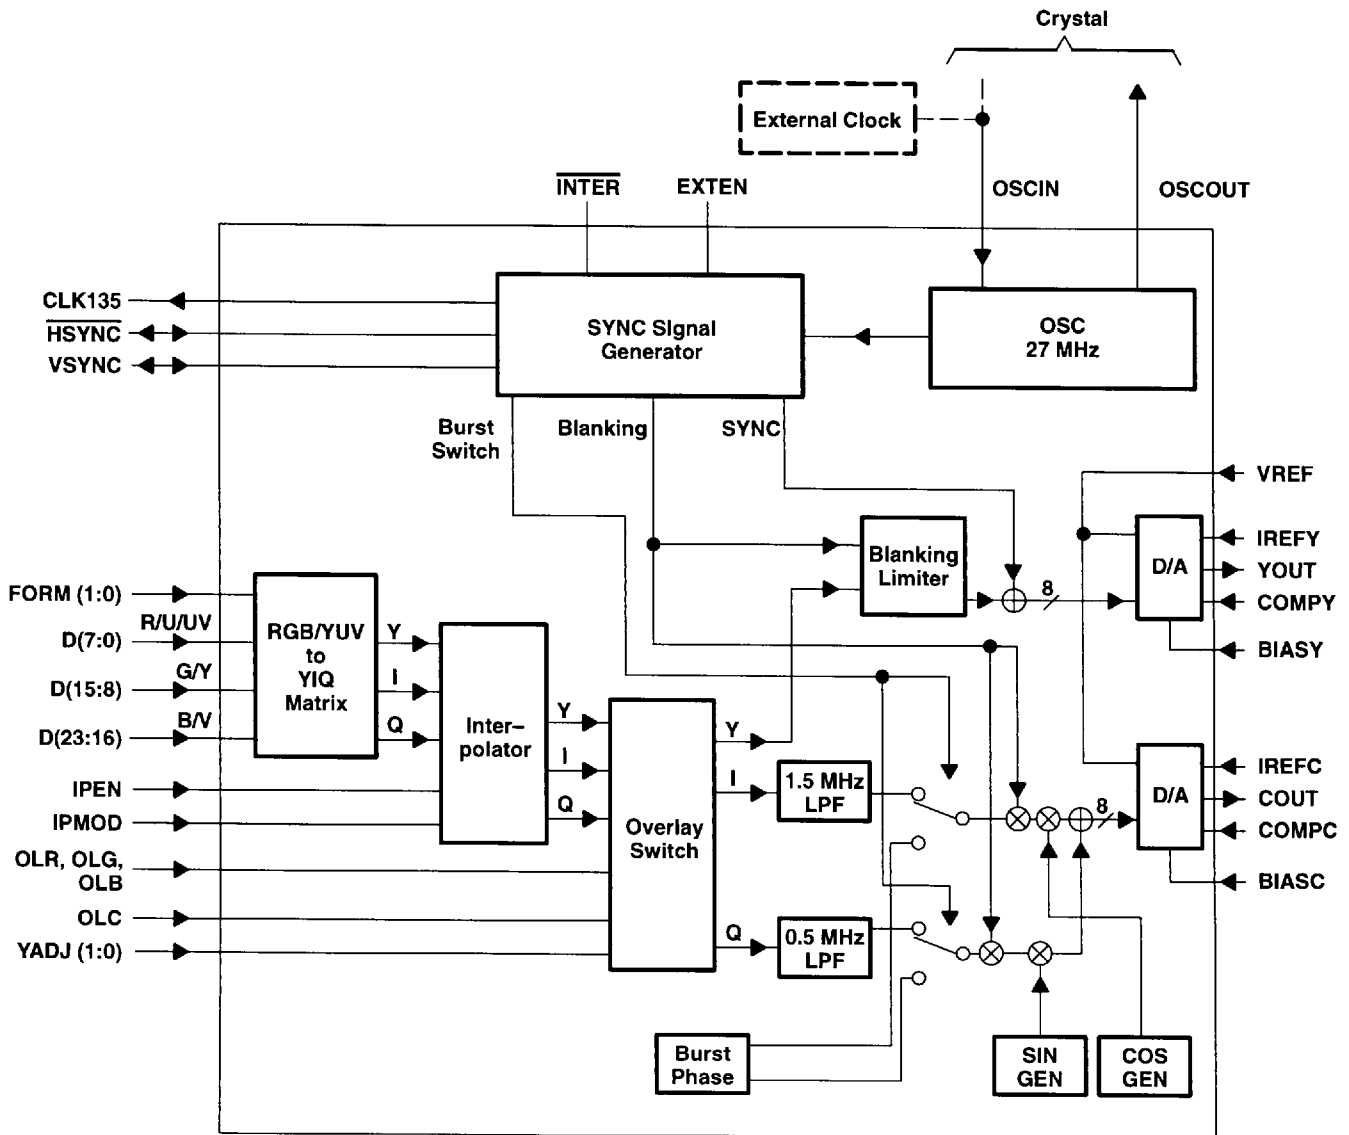 Crystal
External Clock
INTER
EXTEN
OSCIN
OSCOUT
CLK135
HSYNC
VSYNC
SYNC SIgnal
Generator
OSC
27 MHz
Burst
Switch
Blanking
SYNC
VREF
Blanking
Limiter
8
D/A
IREFY
YOUT
COMPY
BIASY
FORM (1:0)
R/U/UV
D(7:0)
G/Y
D(15:8)
B/V
D(23:16)
RGB/YUV
to
YIQ
Matrix
Y
I
Q
Inter–
polator
Y
I
Q
IPEN
IPMOD
OLR, OLG,
OLB
OLC
YADJ (1:0)
Overlay
Switch
Y
I
Q
1.5 MHz
LPF
0.5 MHz
LPF
8
D/A
IREFC
COUT
COMPC
BIASC
Burst
Phase
SIN
GEN
COS
GEN